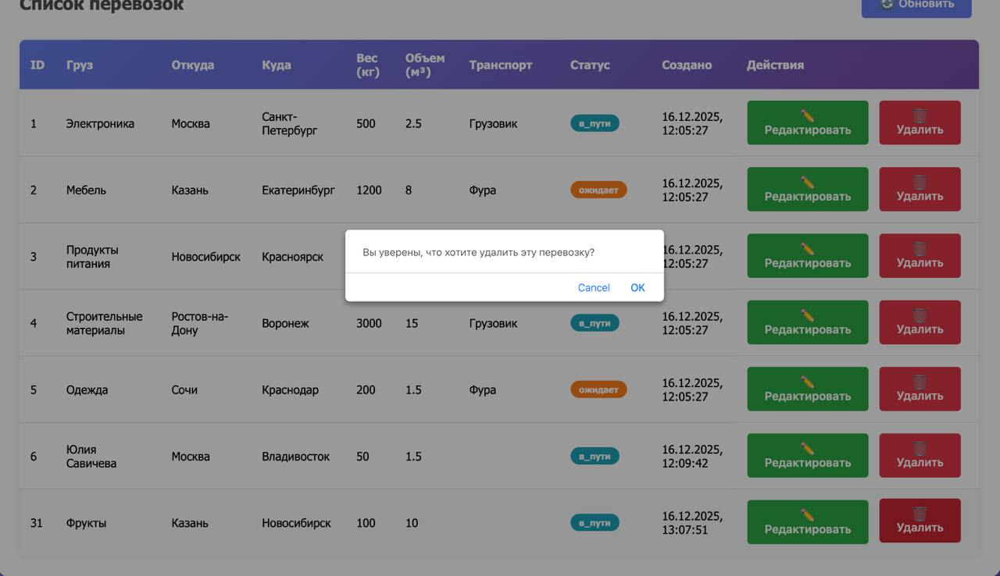 Список перевозок
Обновить
ID Груз Откуда Куда Вес (кг) Объем (м³) Транспорт Статус Создано Действия
1 Электроника Москва Санкт-Петербург 500 2.5 Грузовик в_пути 16.12.2025, 12:05:27 Редактировать Удалить
2 Мебель Казань Екатеринбург 1200 8 Фура ожидает 16.12.2025, 12:05:27 Редактировать Удалить
3 Продукты питания Новосибирск Красноярск 16.12.2025, 12:05:27 Редактировать Удалить
Вы уверены, что хотите удалить эту перевозку?
Cancel OK
4 Строительные материалы Ростов-на-Дону Воронеж 3000 15 Грузовик в_пути 16.12.2025, 12:05:27 Редактировать Удалить
5 Одежда Сочи Краснодар 200 1.5 Фура ожидает 16.12.2025, 12:05:27 Редактировать Удалить
6 Юлия Савичева Москва Владивосток 50 1.5 в_пути 16.12.2025, 12:09:42 Редактировать Удалить
31 Фрукты Казань Новосибирск 100 10 в_пути 16.12.2025, 13:07:51 Редактировать Удалить